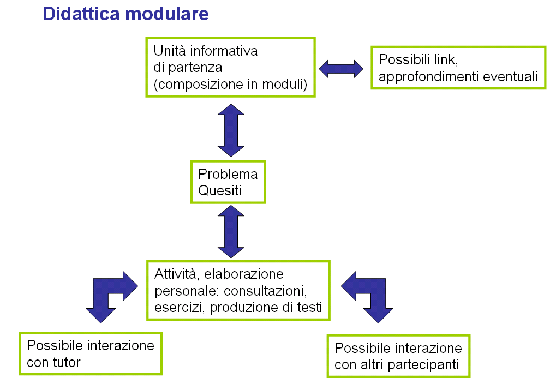 Didattica modulare
Unità informativa
di partenza
(composizione in moduli)
Possibili link,
approfondimenti eventuali
Problema
Quesiti
Attività, elaborazione
personale: consultazioni,
esercizi, produzione di testi
Possibile interazione
con tutor
Possibile interazione
con altri partecipanti